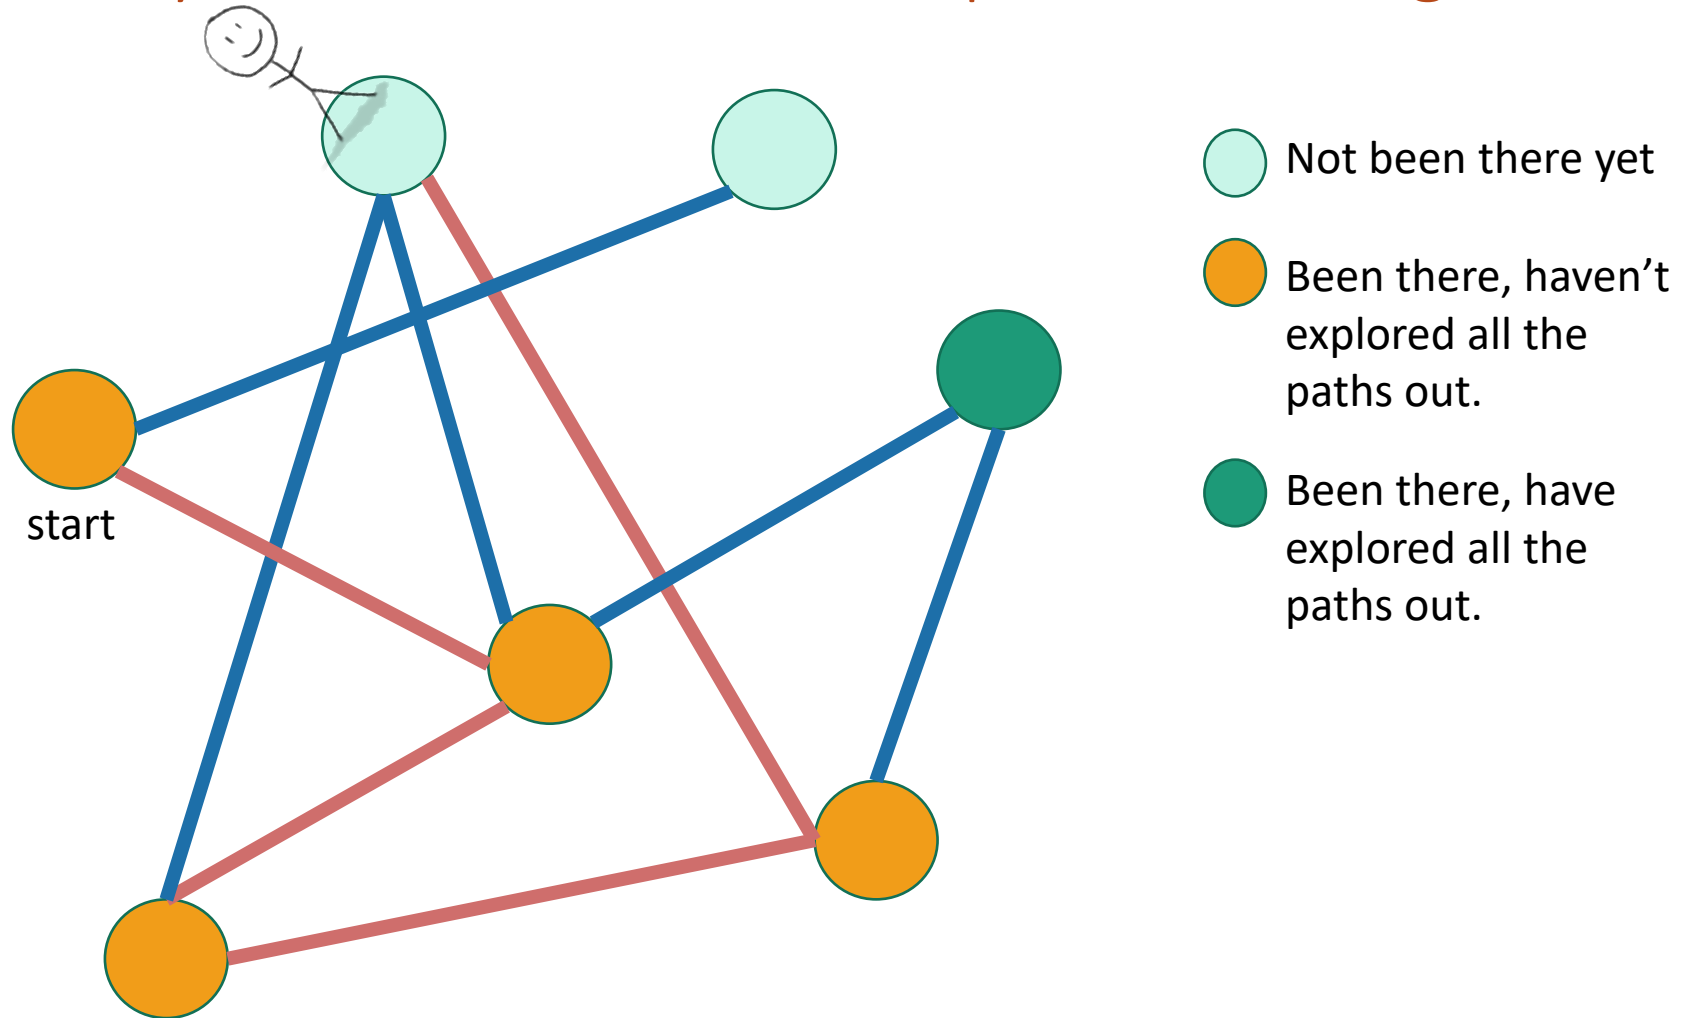 start
Not been there yet
Been there, haven’t
explored all the
paths out.
Been there, have
explored all the
paths out.